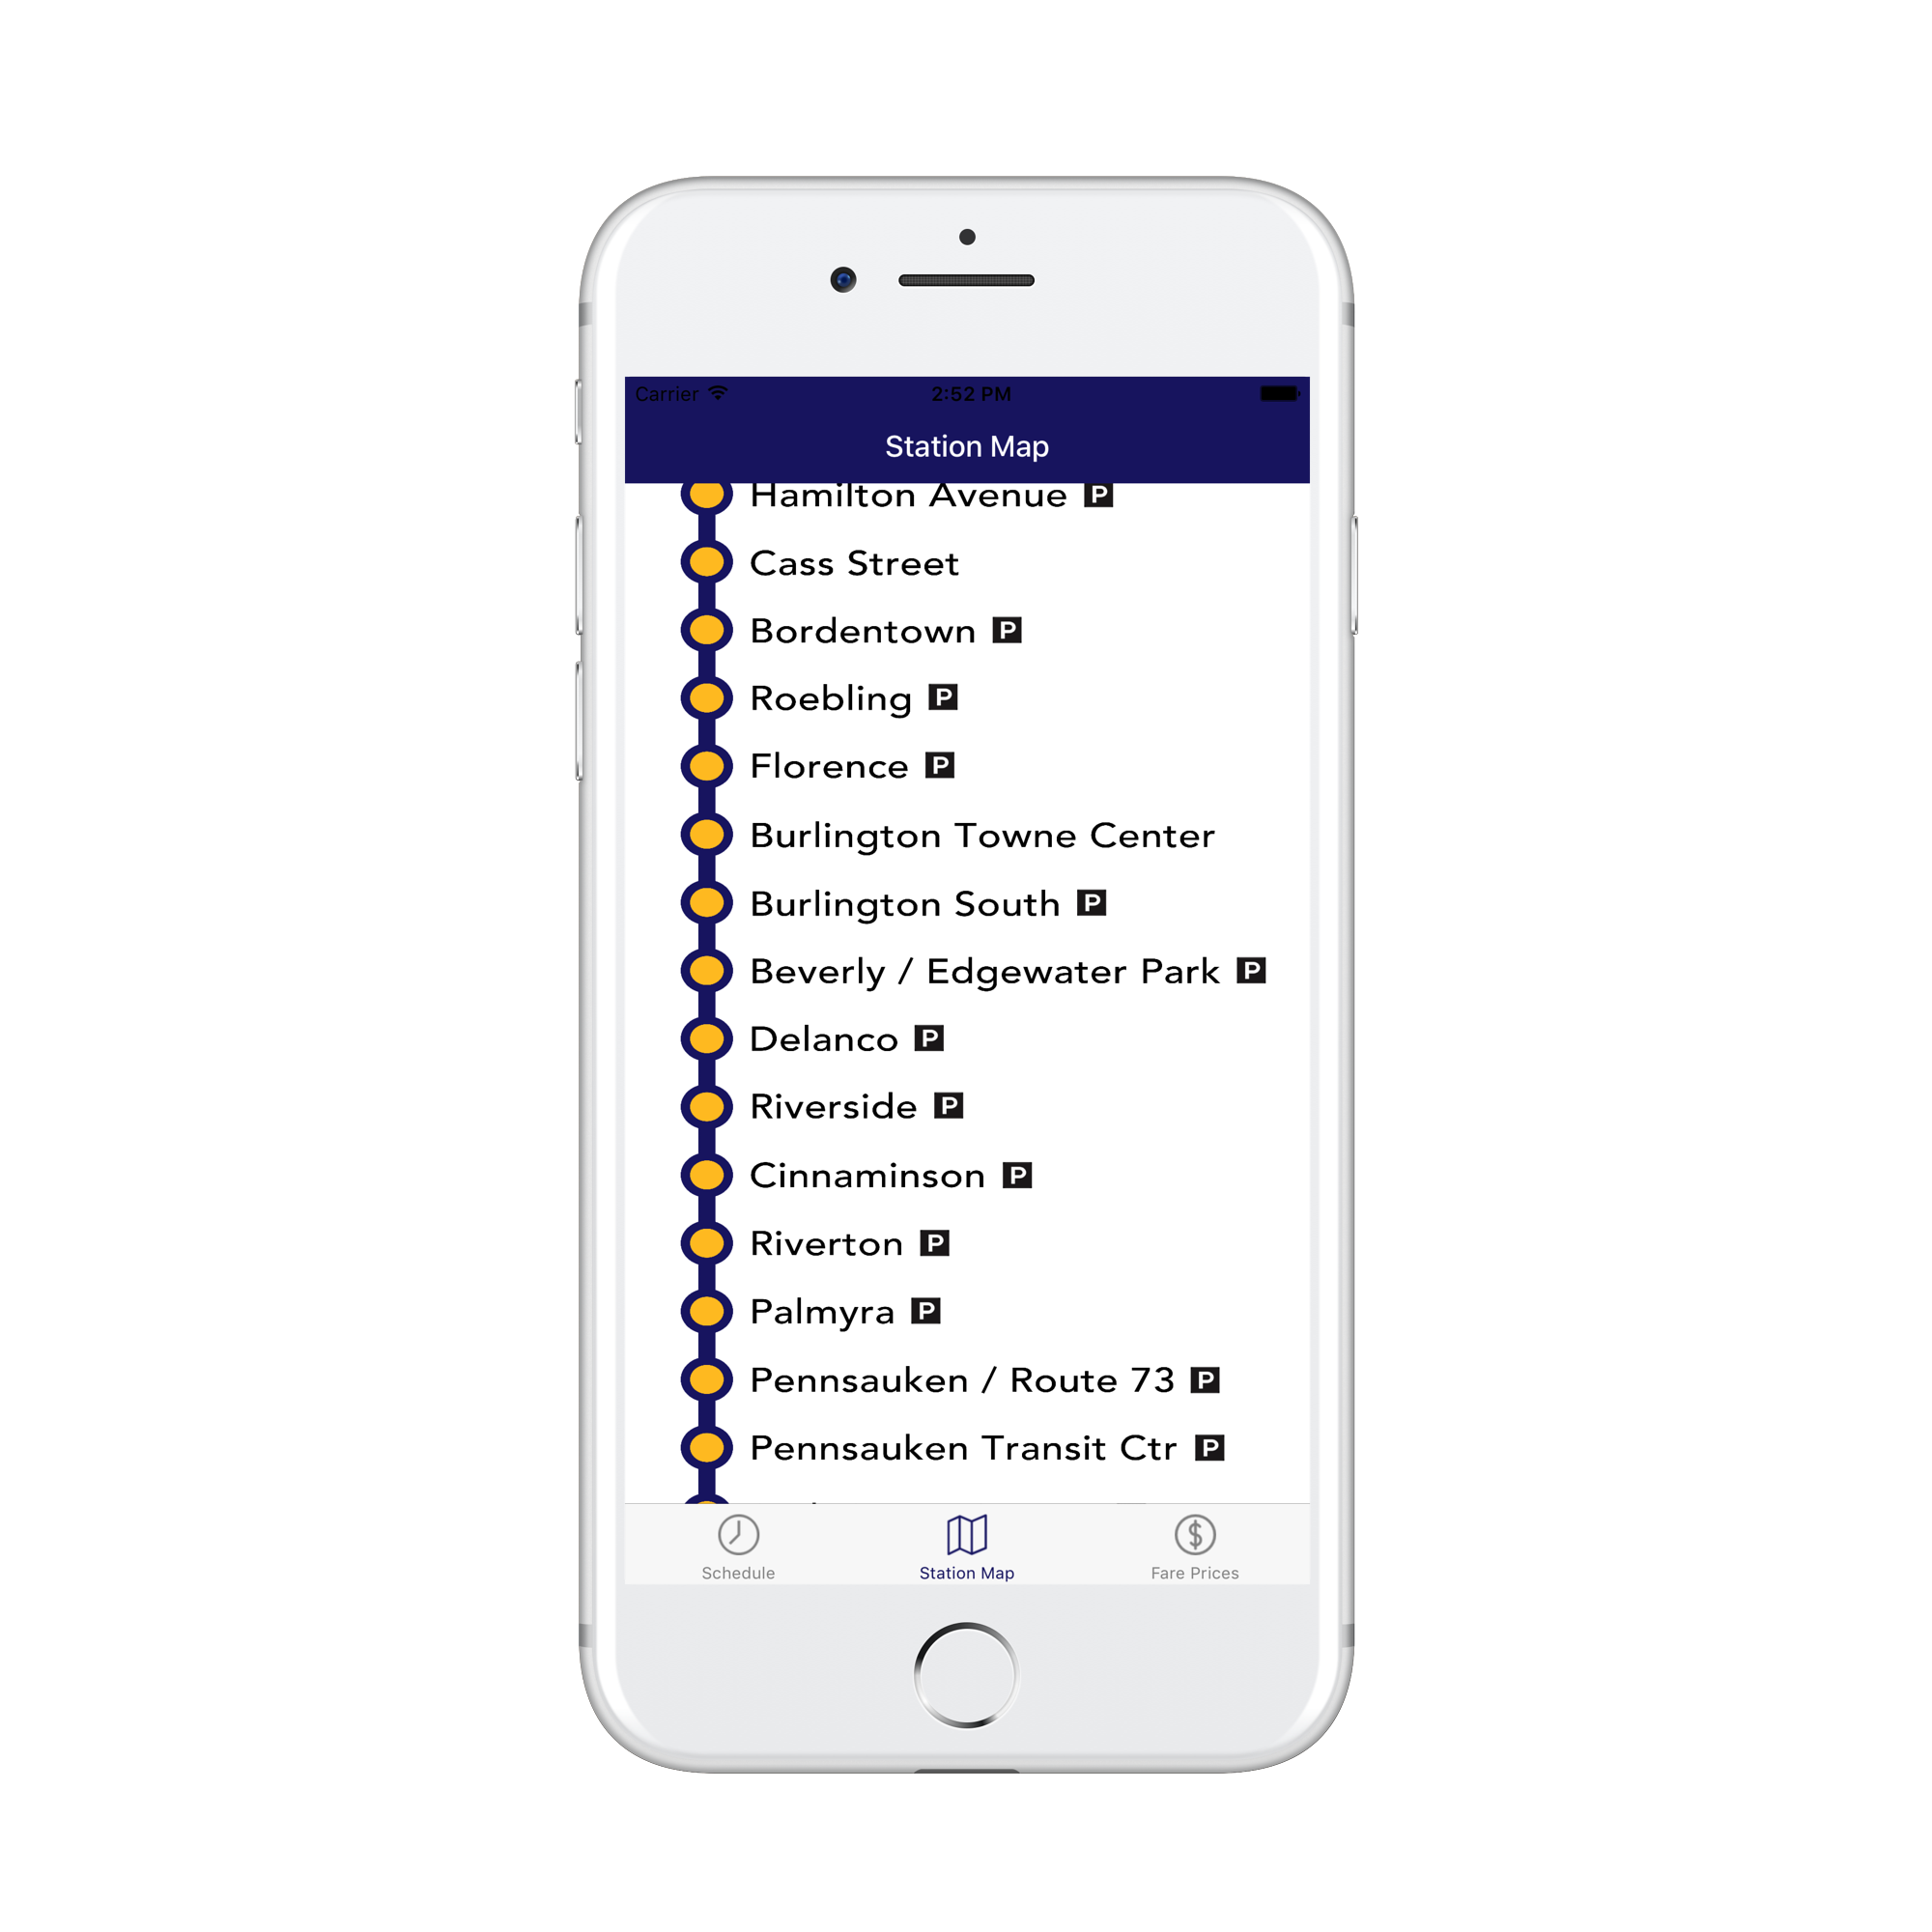 Carrier
2:52 PM
Station Map
Hamilton Avenue P
Cass Street
Bordentown P
Roebling P
Florence P
Burlington Towne Center
Burlington South P
Beverly / Edgewater Park P
Delanco P
Riverside P
Cinnaminson P
Riverton P
Palmyra P
Pennsauken / Route 73 P
Pennsauken Transit Ctr P
Schedule
Station Map
Fare Prices